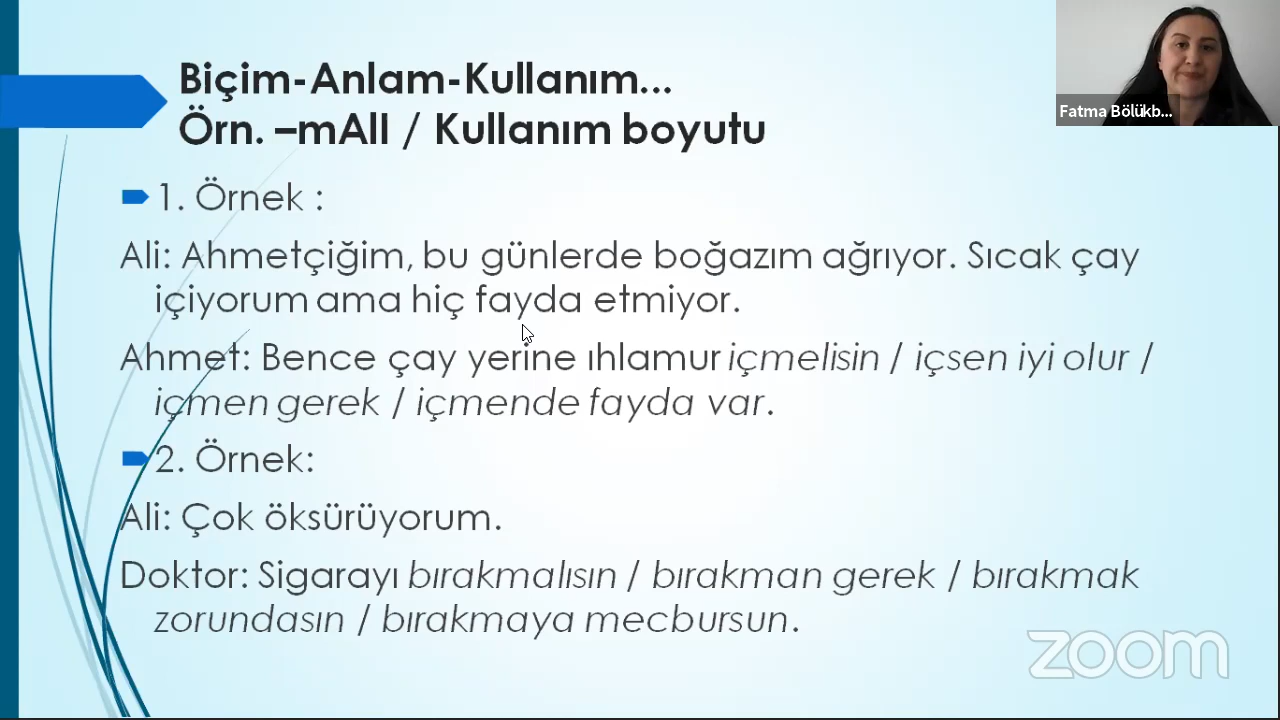 Biçim-Anlam-Kullanım...
Örn. –mAlI / Kullanım boyutu
1. Örnek :
Ali: Ahmetçiğim, bu günlerde boğazım ağrıyor. Sıcak çay
içiyorum ama hiç fayda etmiyor.
Ahmet: Bence çay yerine ıhlamur içmelisin / içsen iyi olur /
içmen gerek / içmende fayda var.
2. Örnek:
Ali: Çok öksürüyorum.
Doktor: Sigarayı bırakmalısın / bırakman gerek / bırakmak
zorundasın / bırakmaya mecbursun.
Fatma Bölükb...
zoom